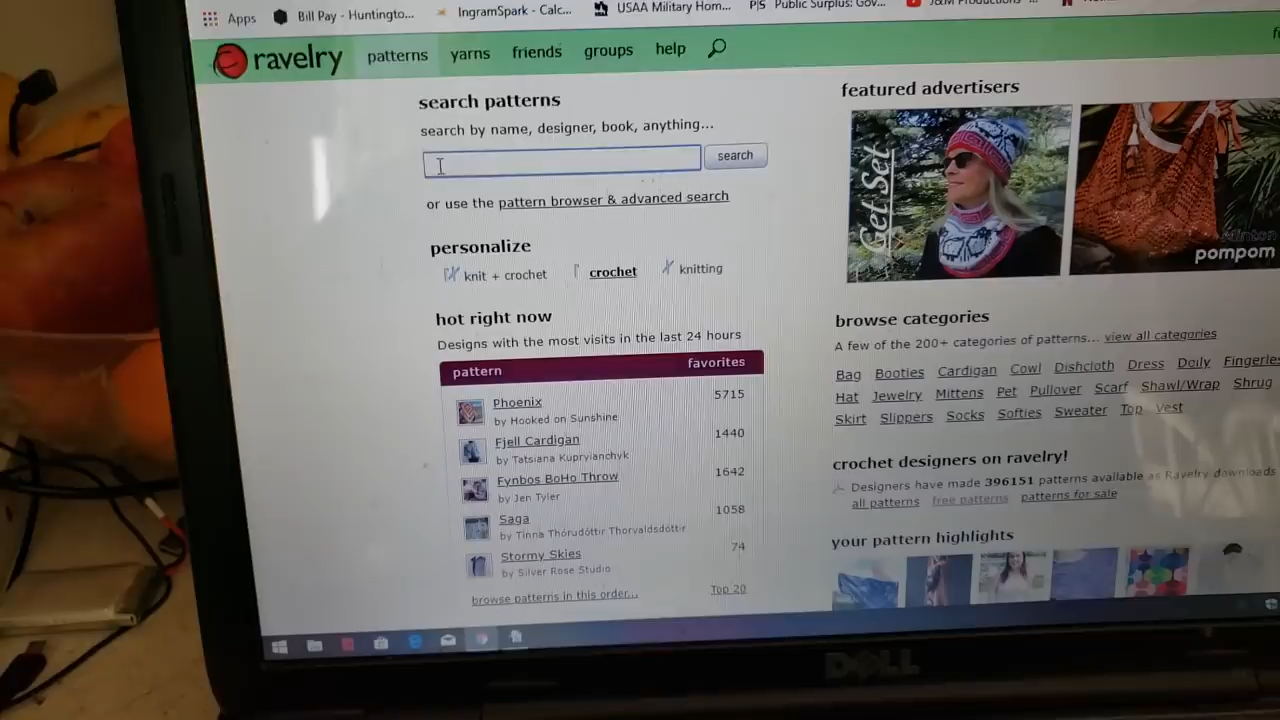 Apps Bill Pay - Huntingto... IngramSpark - Calc... USAA Military Hom... P|S Public Surplus: Gov...
ravelry patterns yarns friends groups help
search patterns
search by name, designer, book, anything...
search
or use the pattern browser & advanced search
personalize
knit + crochet crochet knitting
hot right now
Designs with the most visits in the last 24 hours
pattern favorites
Phoenix 5715
by Hooked on Sunshine
Fjell Cardigan 1440
by Tatsiana Kupryianchyk
Fynbos BoHo Throw 1642
by Jen Tyler
Saga 1058
by Tinna Thórudóttir Thorvaldsdóttir
Stormy Skies 74
by Silver Rose Studio
browse patterns in this order... Top 20
featured advertisers
Get Set
pompom
browse categories
A few of the 200+ categories of patterns... view all categories
Bag Booties Cardigan Cowl Dishcloth Dress Doily Fingerles
Hat Jewelry Mittens Pet Pullover Scarf Shawl/Wrap Shrug
Skirt Slippers Socks Softies Sweater Top Vest
crochet designers on ravelry!
Designers have made 396151 patterns available as Ravelry downloads
all patterns free patterns patterns for sale
your pattern highlights
DELL